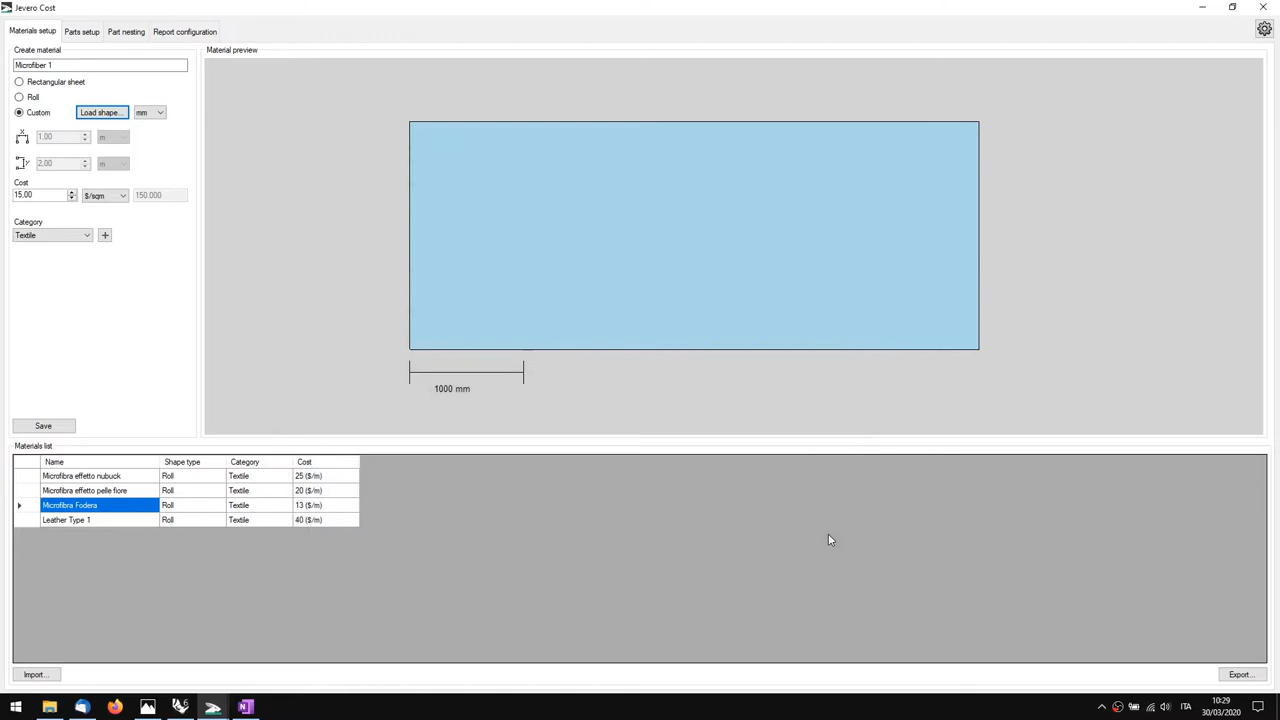 Jevero Cost
Materials setup
Parts setup
Part nesting
Report configuration
Create material
Microfiber 1
Rectangular sheet
Roll
Custom
Load shape...
mm
X
1,00
m
Y
2,00
m
Cost
15,00
$/sqm
150.000
Category
Textile
+
Save
Material preview
1000 mm
Materials list
Name Shape type Category Cost
Microfibra effetto nubuck Roll Textile 25 ($/m)
Microfibra effetto pelle fiore Roll Textile 20 ($/m)
Microfibra Fodera Roll Textile 13 ($/m)
Leather Type 1 Roll Textile 40 ($/m)
Import...
Export...
ITA
10:29
30/03/2020